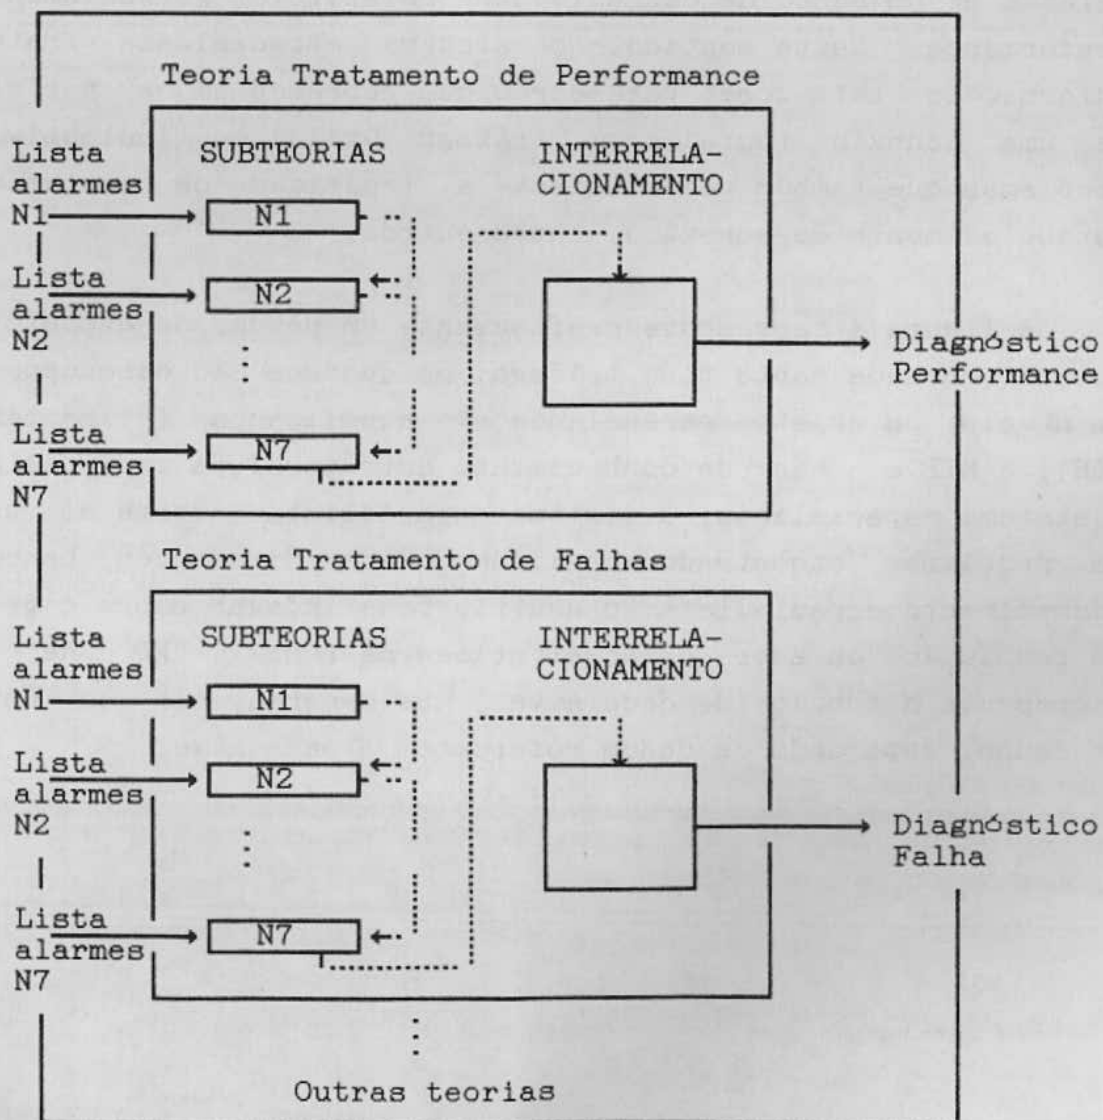 Teoria Tratamento de Performance
Lista
alarmes
N1
SUBTEORIAS
INTERRELA-
CIONAMENTO
N1
Lista
alarmes
N2
N2
Diagnóstico
Performance
Lista
alarmes
N7
N7
Teoria Tratamento de Falhas
Lista
alarmes
N1
SUBTEORIAS
INTERRELA-
CIONAMENTO
N1
Lista
alarmes
N2
N2
Diagnóstico
Falha
Lista
alarmes
N7
N7
Outras teorias